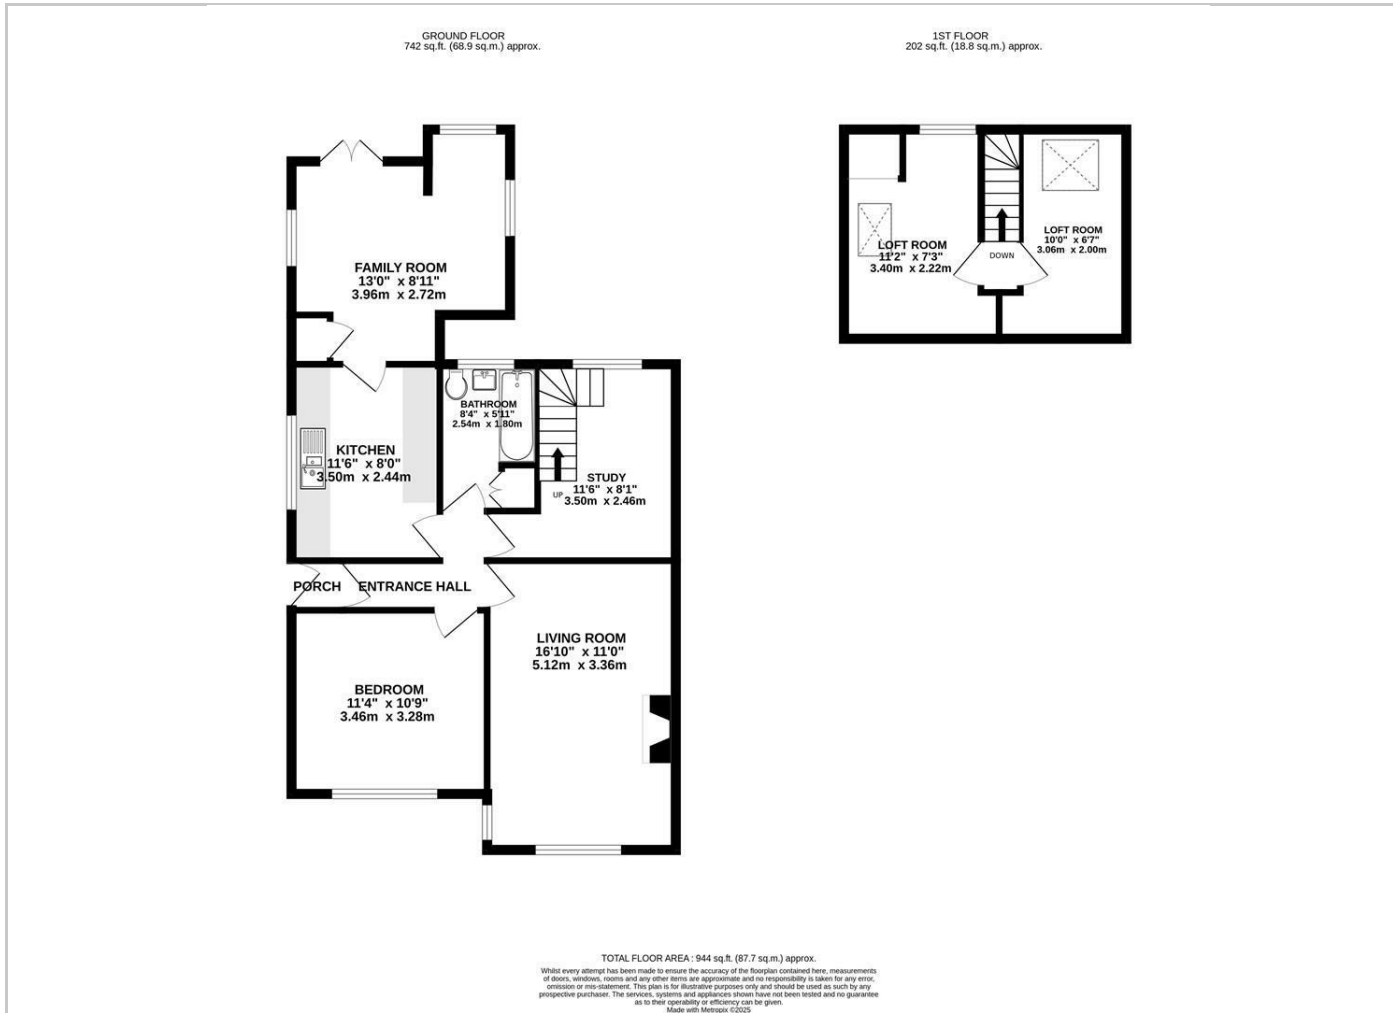 GROUND FLOOR
742 sq.ft. (68.9 sq.m.) approx.
1ST FLOOR
202 sq.ft. (18.8 sq.m.) approx.
FAMILY ROOM
13'0" x 8'11"
3.96m x 2.72m
BATHROOM
8'4" x 5'11"
2.54m x 1.80m
KITCHEN
11'6" x 8'0"
3.50m x 2.44m
STUDY
11'6" x 8'1"
3.50m x 2.46m
UP
PORCH
ENTRANCE HALL
LIVING ROOM
16'10" x 11'0"
5.12m x 3.36m
BEDROOM
11'4" x 10'9"
3.46m x 3.28m
LOFT ROOM
11'2" x 7'3"
3.40m x 2.22m
DOWN
LOFT ROOM
10'0" x 6'7"
3.06m x 2.00m
TOTAL FLOOR AREA : 944 sq.ft. (87.7 sq.m.) approx.
Whilst every attempt has been made to ensure the accuracy of the floorplan contained here, measurements
of doors, windows, rooms and any other items are approximate and no responsibility is taken for any error,
omission or mis-statement. This plan is for illustrative purposes only and should be used as such by any
prospective purchaser. The services, systems and appliances shown have not been tested and no guarantee
as to their operability or efficiency can be given.
Made with Metropix ©2025